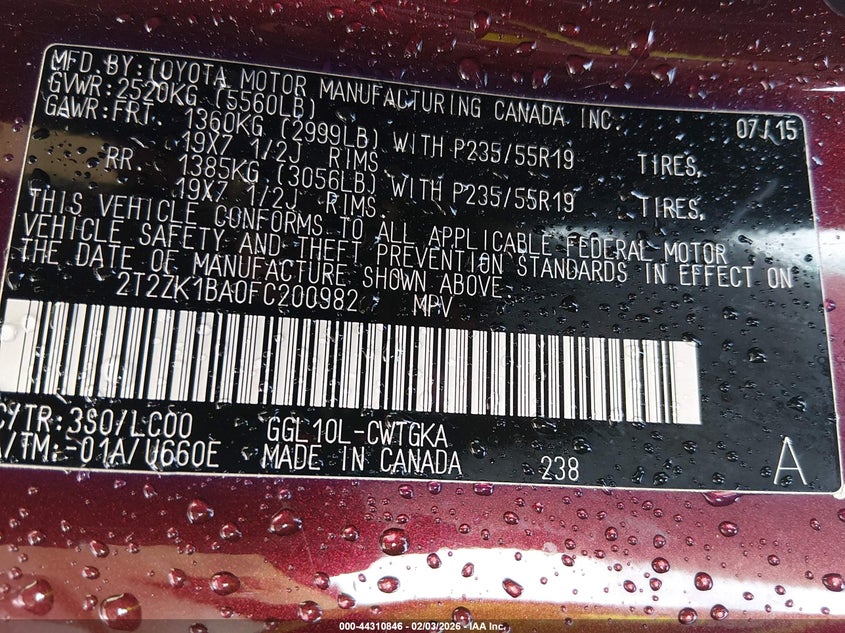 MFD.BY:TOYOTA MOTOR MANUFACTURING CANADA INC.
GVWR:2520KG (5560LB) 07/15
GAWR:FRT. 1360KG (2999LB) WITH P235/55R19 TIRES,
19X7 1/2J RIMS.
RR. 1385KG (3056LB) WITH P235/55R19 TIRES,
19X7 1/2J RIMS.
THIS VEHICLE CONFORMS TO ALL APPLICABLE FEDERAL MOTOR
VEHICLE SAFETY AND THEFT PREVENTION STANDARDS IN EFFECT ON
THE DATE OF MANUFACTURE SHOWN ABOVE.
2T2ZK1BA0FC200982 MPV
C/TR:3S0/LC00 GGL10L-CWTGKA
A/TM:-01A/U660E MADE IN CANADA 238 A
000-44310846 - 02/03/2026 - IAA Inc.